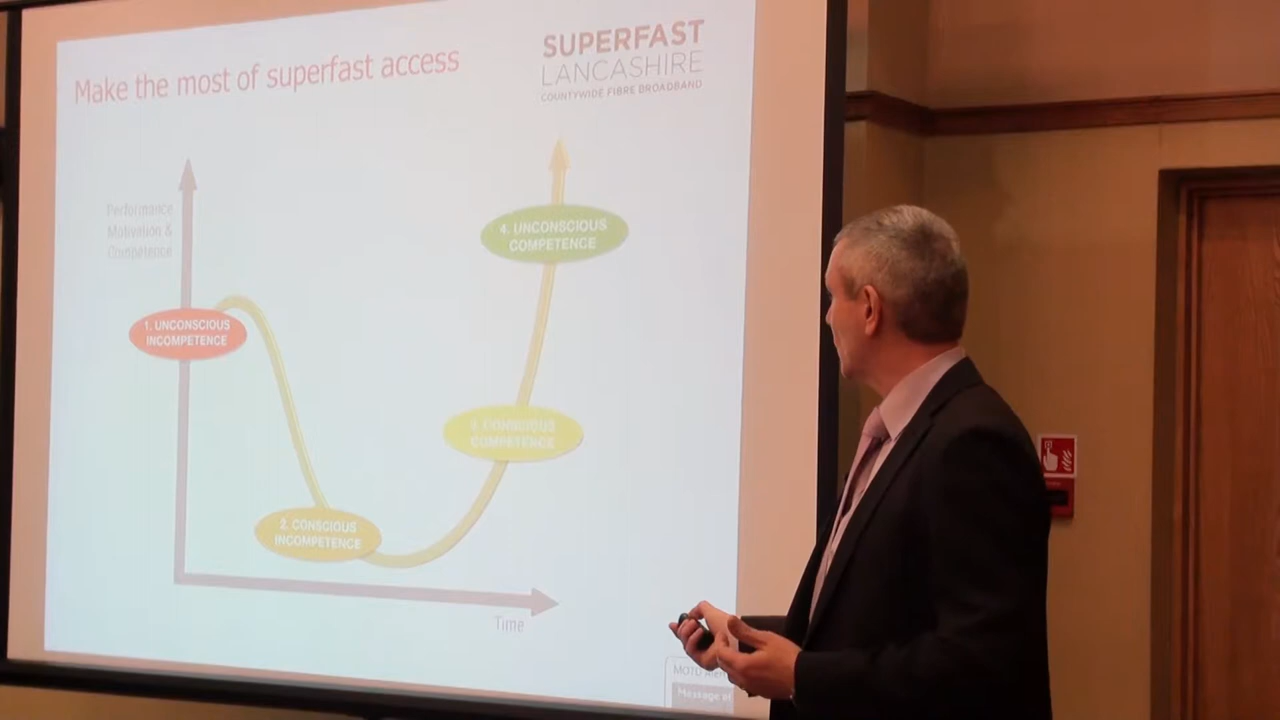 Make the most of superfast access
SUPERFAST
LANCASHIRE
COUNTYWIDE FIBRE BROADBAND
Performance
Motivation &
Competence
1. UNCONSCIOUS
INCOMPETENCE
2. CONSCIOUS
INCOMPETENCE
3. CONSCIOUS
COMPETENCE
4. UNCONSCIOUS
COMPETENCE
Time
Message